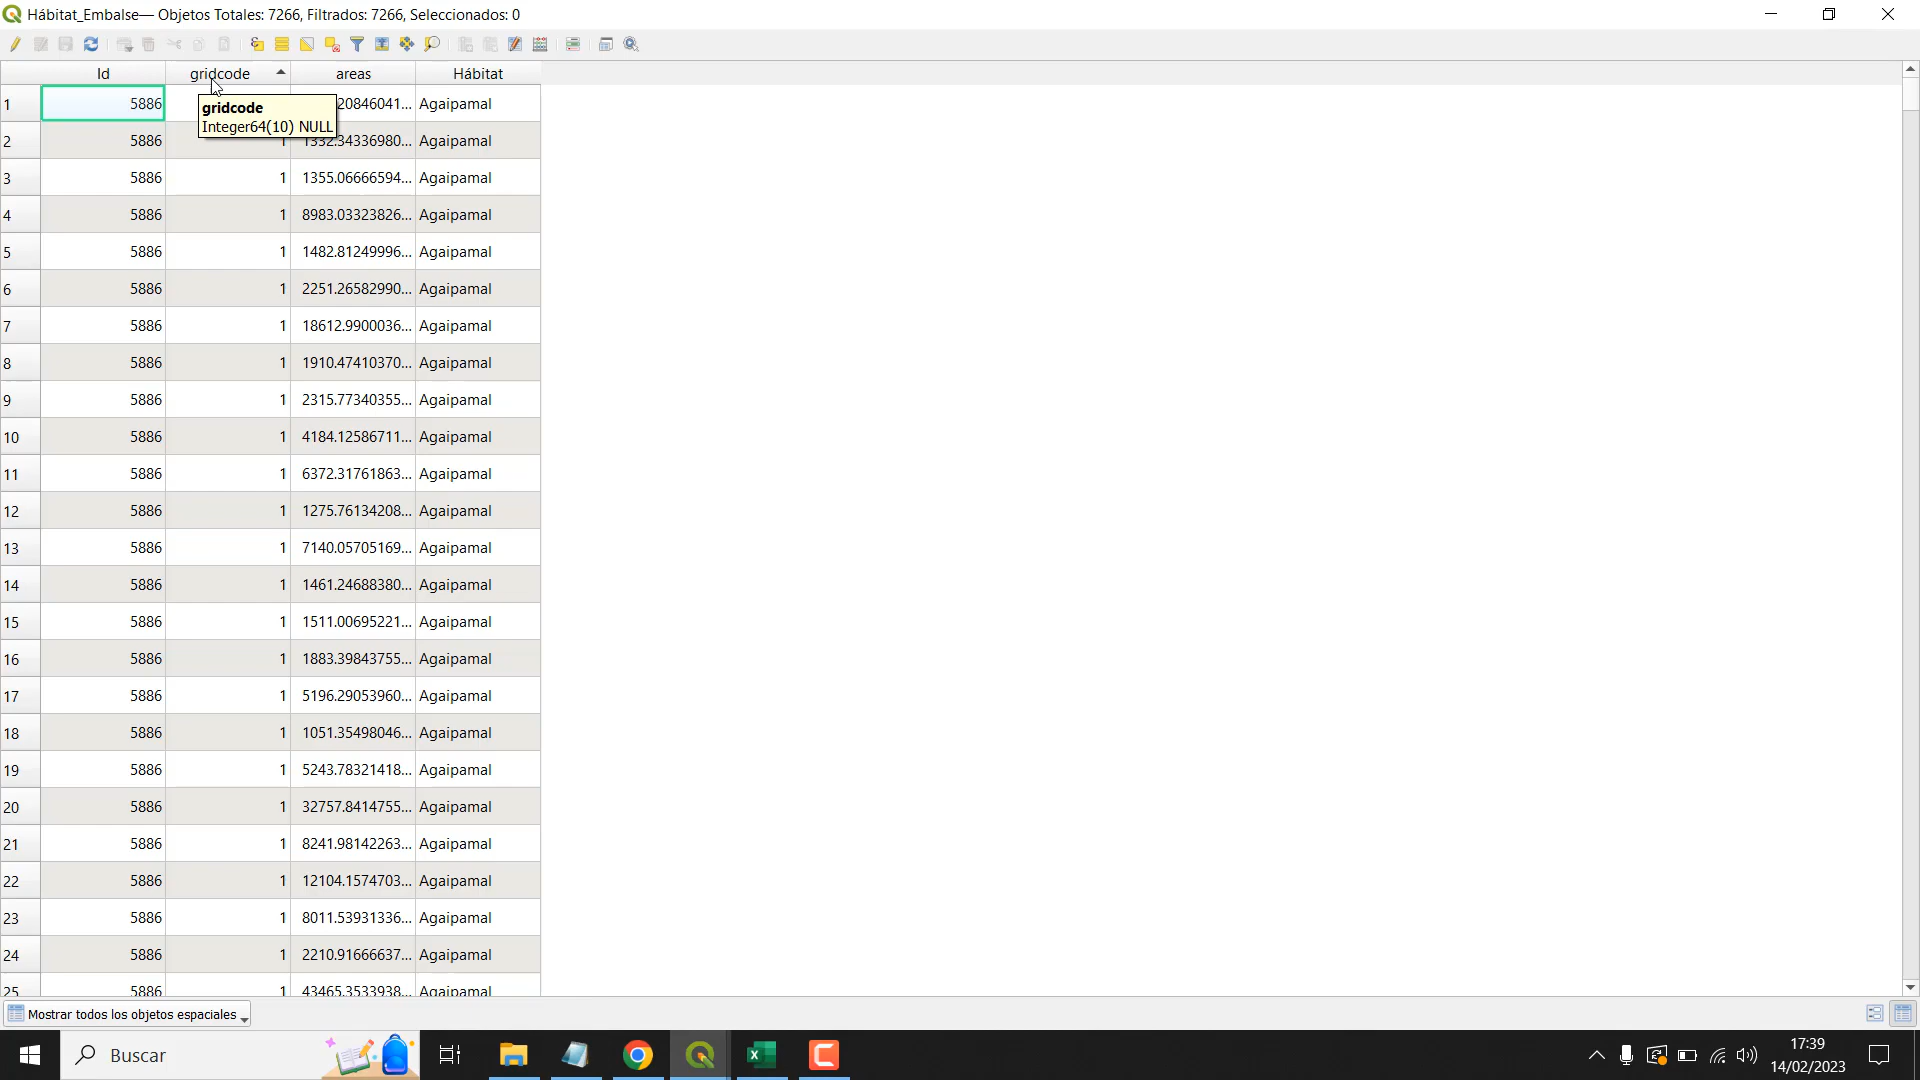 Hábitat_Embalse— Objetos Totales: 7266, Filtrados: 7266, Seleccionados: 0
Id gridcode areas Hábitat
1 5886 20846041... Agaipamal
gridcode
Integer64(10) NULL
2 5886 1 1332.34336980... Agaipamal
3 5886 1 1355.06666594... Agaipamal
4 5886 1 8983.03323826... Agaipamal
5 5886 1 1482.81249996... Agaipamal
6 5886 1 2251.26582990... Agaipamal
7 5886 1 18612.9900036... Agaipamal
8 5886 1 1910.47410370... Agaipamal
9 5886 1 2315.77340355... Agaipamal
10 5886 1 4184.12586711... Agaipamal
11 5886 1 6372.31761863... Agaipamal
12 5886 1 1275.76134208... Agaipamal
13 5886 1 7140.05705169... Agaipamal
14 5886 1 1461.24688380... Agaipamal
15 5886 1 1511.00695221... Agaipamal
16 5886 1 1883.39843755... Agaipamal
17 5886 1 5196.29053960... Agaipamal
18 5886 1 1051.35498046... Agaipamal
19 5886 1 5243.78321418... Agaipamal
20 5886 1 32757.8414755... Agaipamal
21 5886 1 8241.98142263... Agaipamal
22 5886 1 12104.1574703... Agaipamal
23 5886 1 8011.53931336... Agaipamal
24 5886 1 2210.91666637... Agaipamal
25 5886 1 43465.3533938... Agaipamal
Mostrar todos los objetos espaciales
Buscar
17:39
14/02/2023